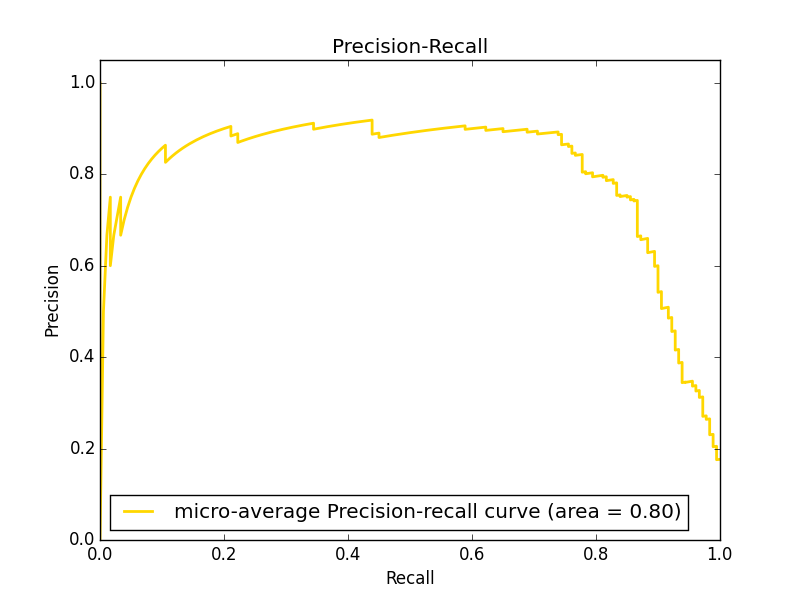 Precision-Recall
1.0
0.8
0.6
0.4
0.2
0.0
Precision
micro-average Precision-recall curve (area = 0.80)
0.0 0.2 0.4 0.6 0.8 1.0
Recall